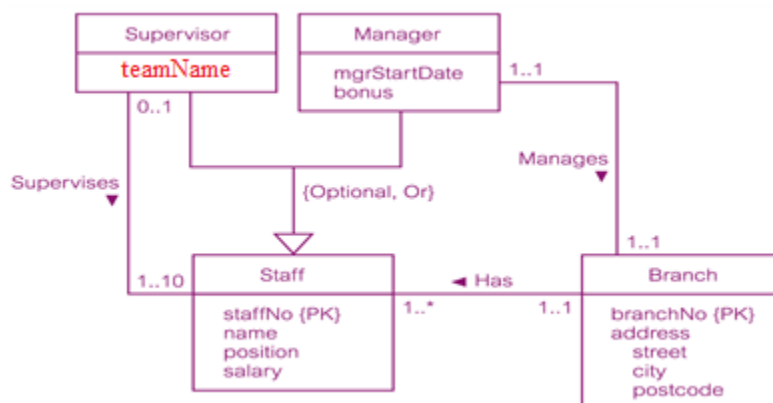 Supervisor
teamName
Manager
mgrStartDate
bonus
0..1
1..1
Supervises
▼
{Optional, Or}
Manages
▼
1..10
Staff
staffNo {PK}
name
position
salary
◄ Has
1..*
1..1
1..1
Branch
branchNo {PK}
address
street
city
postcode